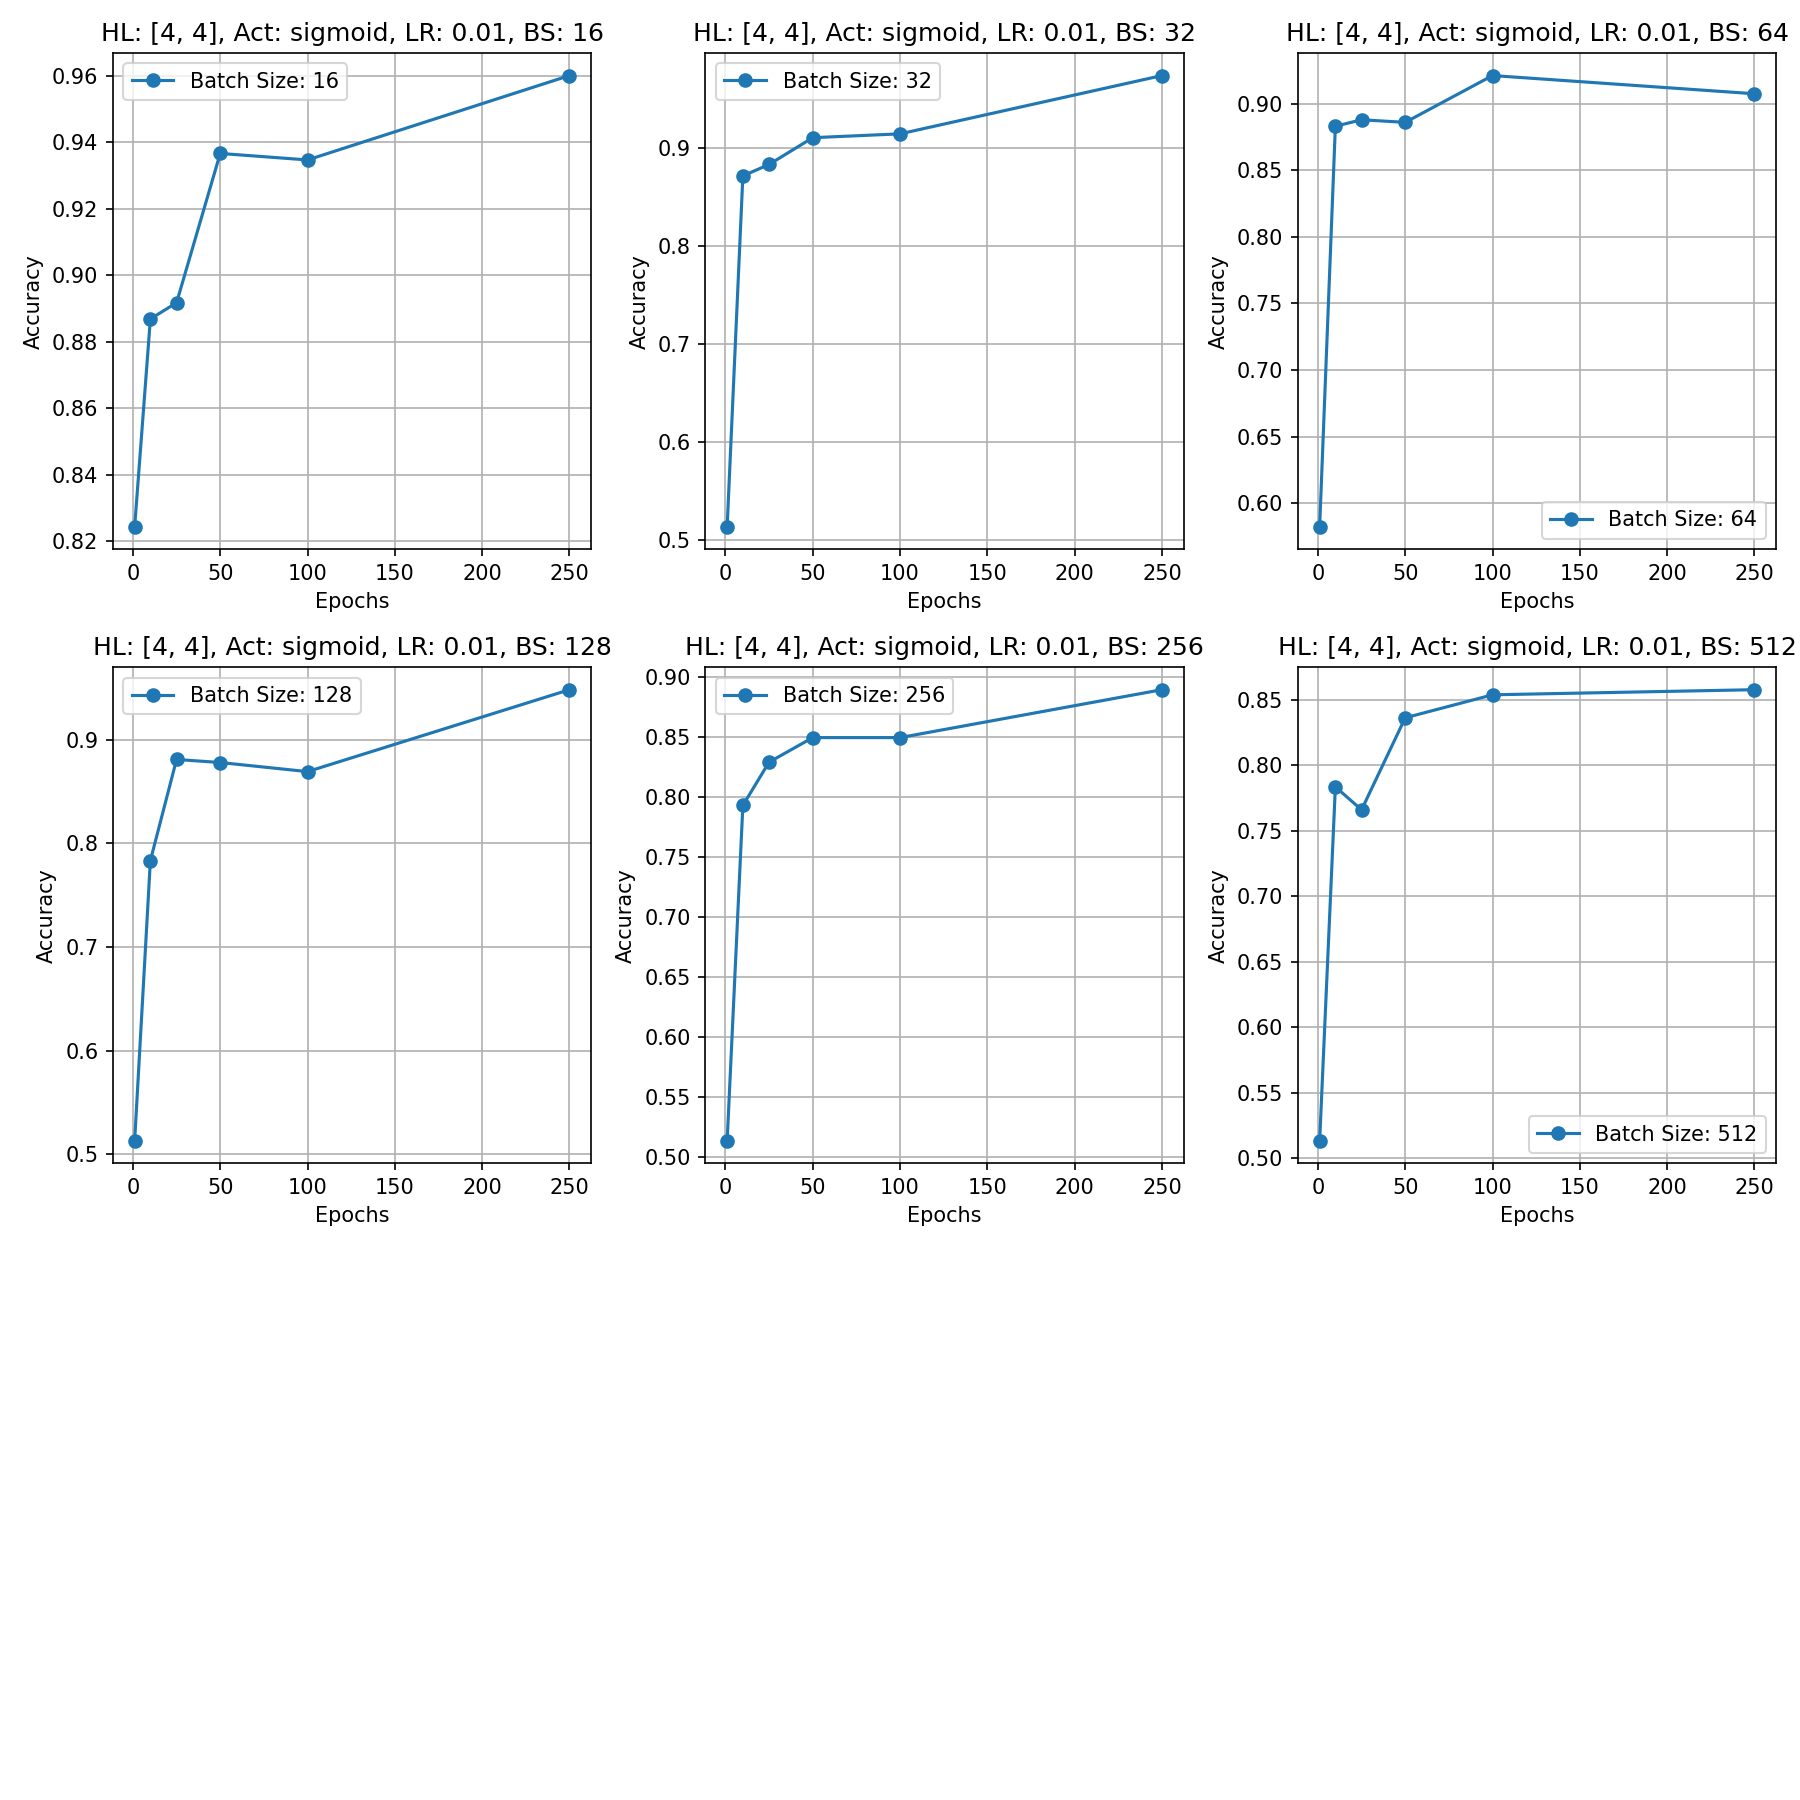 HL: [4, 4], Act: sigmoid, LR: 0.01, BS: 16
Batch Size: 16
0.96
0.94
0.92
0.90
0.88
0.86
0.84
0.82
Accuracy
0 50 100 150 200 250
Epochs
HL: [4, 4], Act: sigmoid, LR: 0.01, BS: 32
Batch Size: 32
0.9
0.8
0.7
0.6
0.5
Accuracy
0 50 100 150 200 250
Epochs
HL: [4, 4], Act: sigmoid, LR: 0.01, BS: 64
0.90
0.85
0.80
0.75
0.70
0.65
0.60
Accuracy
Batch Size: 64
0 50 100 150 200 250
Epochs
HL: [4, 4], Act: sigmoid, LR: 0.01, BS: 128
Batch Size: 128
0.9
0.8
0.7
0.6
0.5
Accuracy
0 50 100 150 200 250
Epochs
HL: [4, 4], Act: sigmoid, LR: 0.01, BS: 256
Batch Size: 256
0.90
0.85
0.80
0.75
0.70
0.65
0.60
0.55
0.50
Accuracy
0 50 100 150 200 250
Epochs
HL: [4, 4], Act: sigmoid, LR: 0.01, BS: 512
0.85
0.80
0.75
0.70
0.65
0.60
0.55
0.50
Accuracy
Batch Size: 512
0 50 100 150 200 250
Epochs